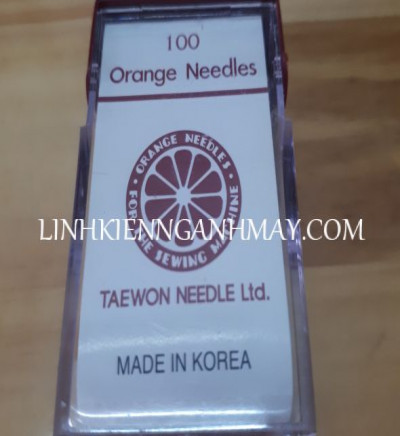 100
Orange Needles
ORANGE NEEDLES
FOR THE SEWING MACHINE
LINHKIENNGANHMAY.COM
TAEWON NEEDLE Ltd.
MADE IN KOREA